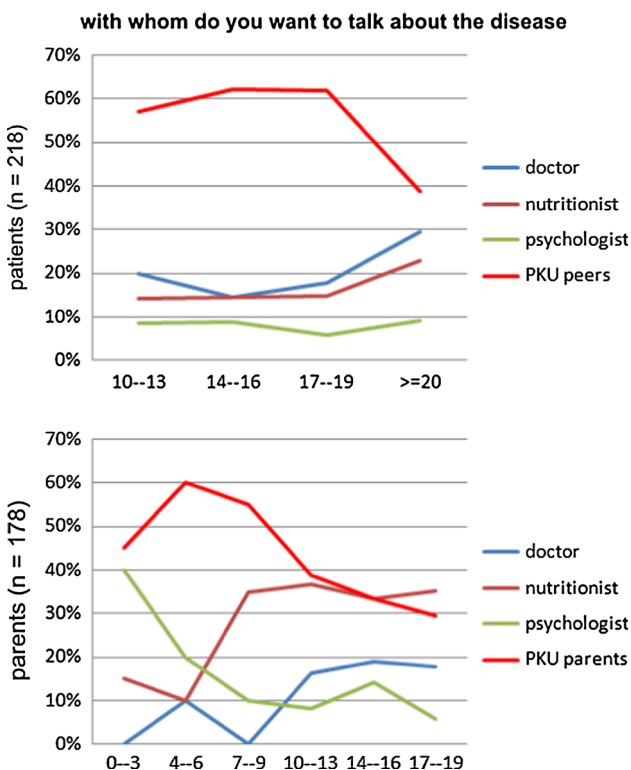 with whom do you want to talk about the disease
patients (n = 218)
70%
60%
50%
40%
30%
20%
10%
0%
10--13 14--16 17--19 >=20
doctor
nutritionist
psychologist
PKU peers
parents (n = 178)
70%
60%
50%
40%
30%
20%
10%
0%
0--3 4--6 7--9 10--13 14--16 17--19
doctor
nutritionist
psychologist
PKU parents